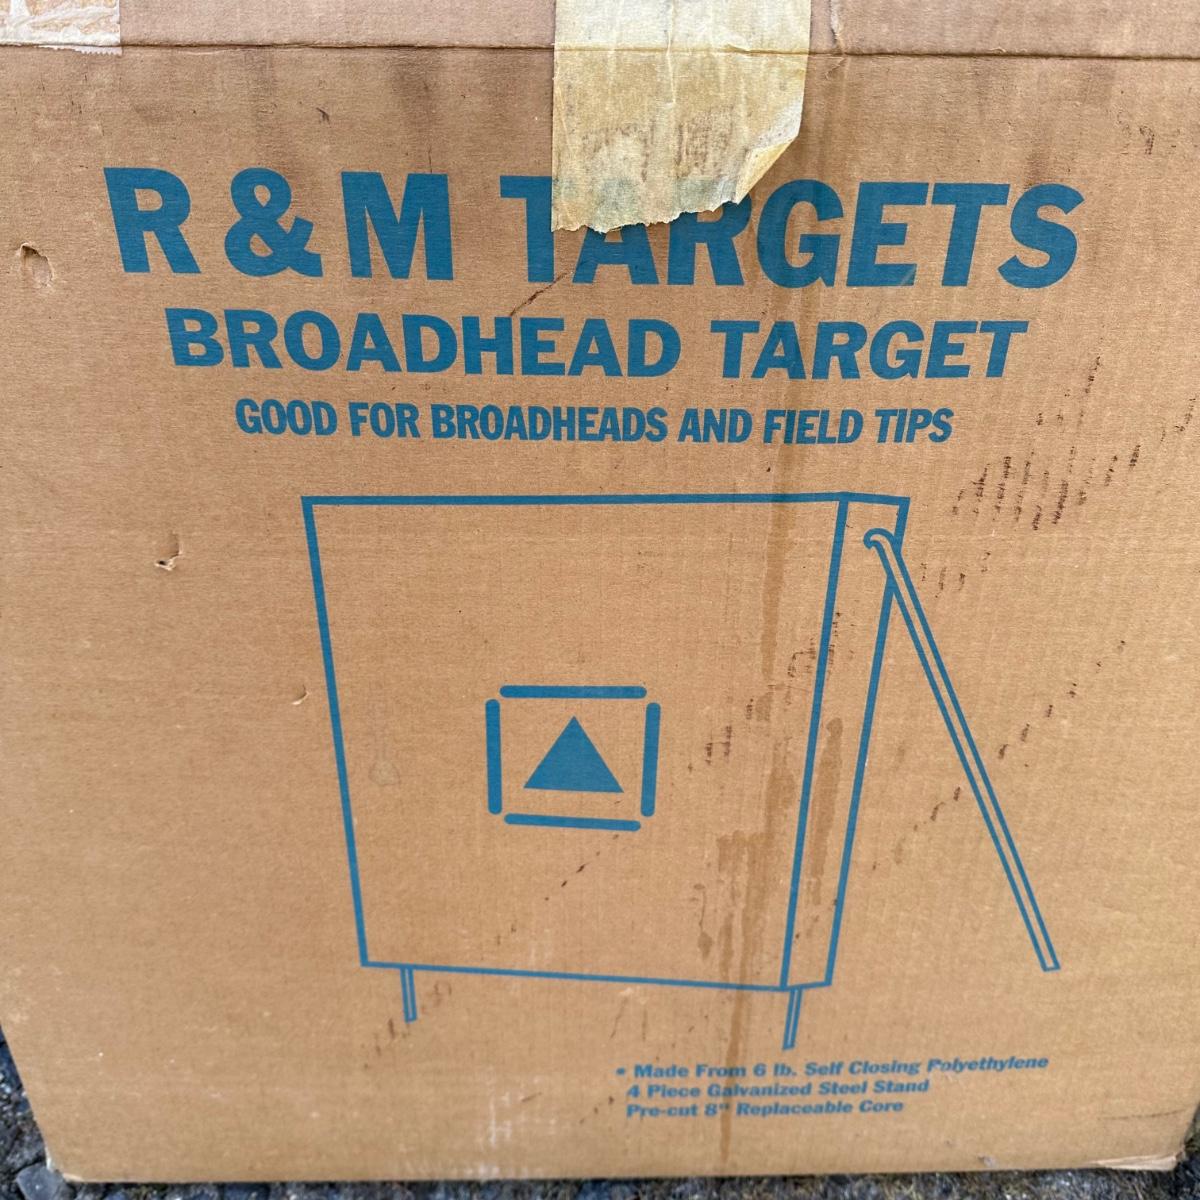 R & M TARGETS
BROADHEAD TARGET
GOOD FOR BROADHEADS AND FIELD TIPS
• Made From 6 lb. Self Closing Polyethylene
4 Piece Galvanized Steel Stand
Pre-cut 8" Replaceable Core